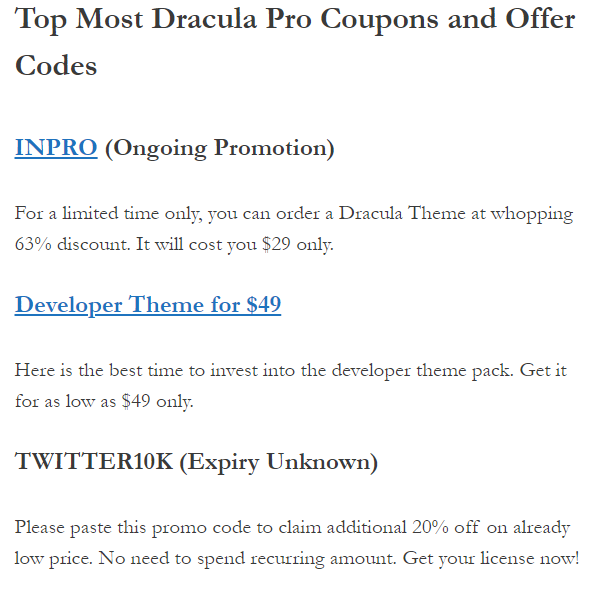 Top Most Dracula Pro Coupons and Offer
Codes
INPRO (Ongoing Promotion)
For a limited time only, you can order a Dracula Theme at whopping
63% discount. It will cost you $29 only.
Developer Theme for $49
Here is the best time to invest into the developer theme pack. Get it
for as low as $49 only.
TWITTER10K (Expiry Unknown)
Please paste this promo code to claim additional 20% off on already
low price. No need to spend recurring amount. Get your license now!